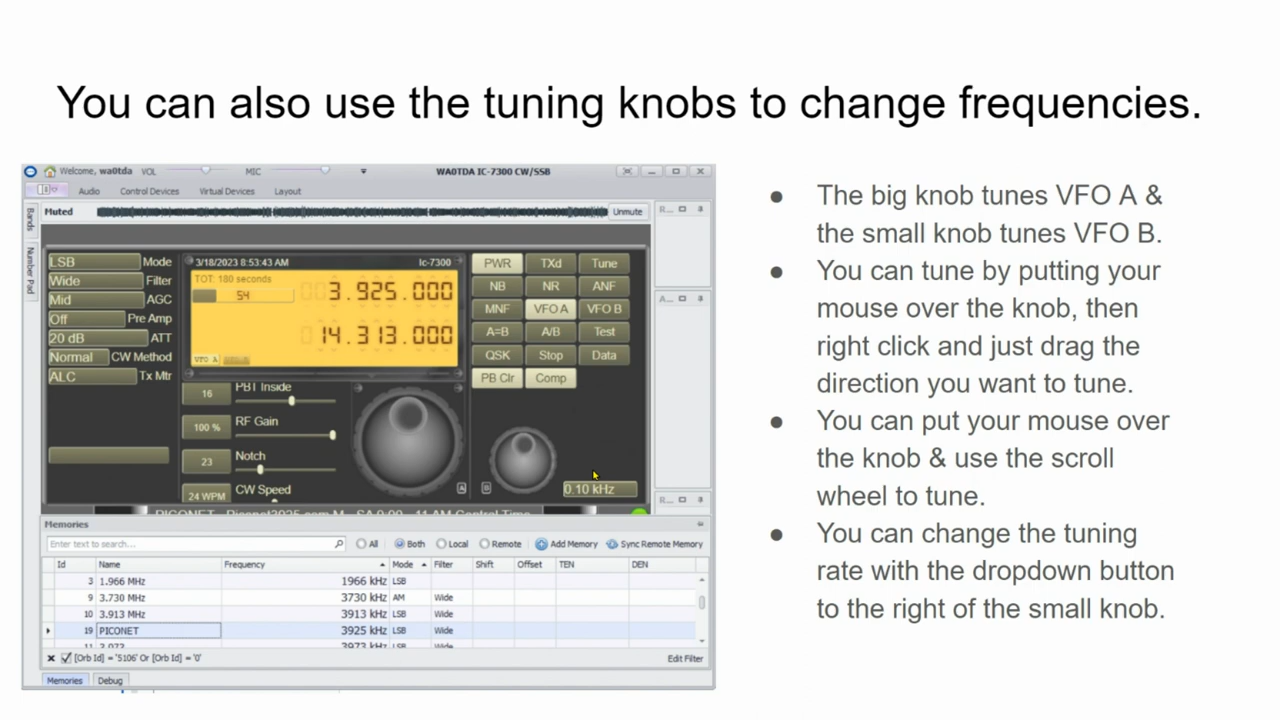 You can also use the tuning knobs to change frequencies.
Welcome, wa0tda VOL MIC WA0TDA IC-7300 CW/SSB
Audio Control Devices Virtual Devices Layout
Bands
Number Pad
Muted Unmute
R...
A...
R...
LSB Mode
Wide Filter
Mid AGC
Off Pre Amp
20 dB ATT
Normal CW Method
ALC Tx Mtr
3/18/2023 8:53:43 AM Ic-7300
TOT: 180 seconds
S4
3.925.000
14.313.000
VFO A
16 PBT Inside
100 % RF Gain
23 Notch
24 WPM CW Speed
PWR TXd Tune
NB NR ANF
MNF VFO A VFO B
A=B A/B Test
QSK Stop Data
PB Clr Comp
A B
0.10 kHz
Memories
Enter text to search... All Both Local Remote Add Memory Sync Remote Memory
Id Name Frequency Mode Filter Shift Offset TEN DEN
3 1.966 MHz 1966 kHz LSB
9 3.730 MHz 3730 kHz AM Wide
10 3.913 MHz 3913 kHz LSB Wide
19 PICONET 3925 kHz LSB Wide
3973 kHz LSB Wide
[Orb Id] = '5106' Or [Orb Id] = '0' Edit Filter
Memories Debug
● The big knob tunes VFO A &
the small knob tunes VFO B.
● You can tune by putting your
mouse over the knob, then
right click and just drag the
direction you want to tune.
● You can put your mouse over
the knob & use the scroll
wheel to tune.
● You can change the tuning
rate with the dropdown button
to the right of the small knob.